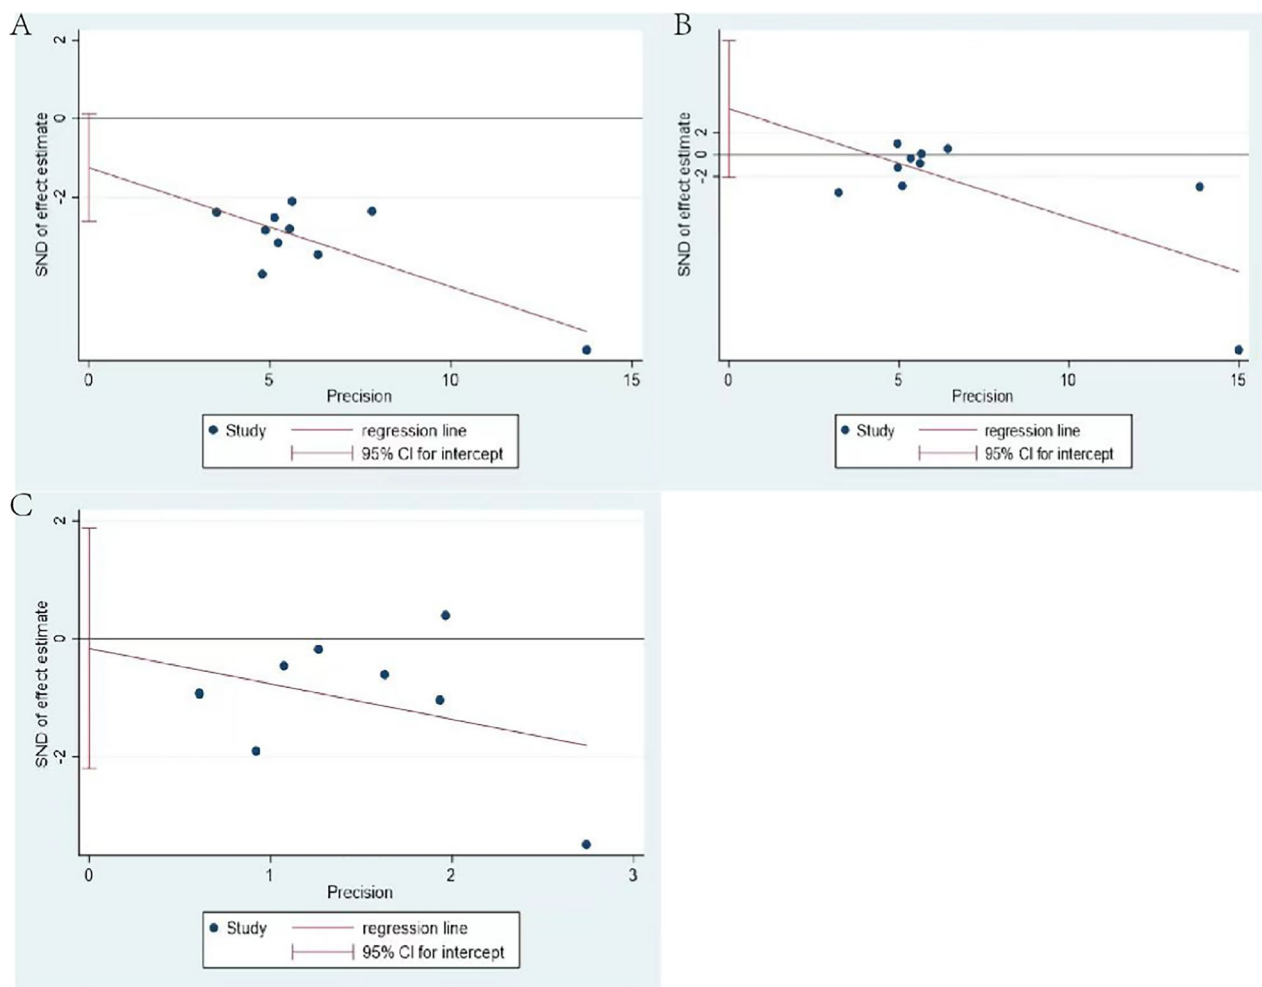 A
SND of effect estimate
2
0
-2
0 5 10 15
Precision
Study regression line
95% CI for intercept
B
SND of effect estimate
2
0
-2
0 5 10 15
Precision
Study regression line
95% CI for intercept
C
SND of effect estimate
2
0
-2
0 1 2 3
Precision
Study regression line
95% CI for intercept